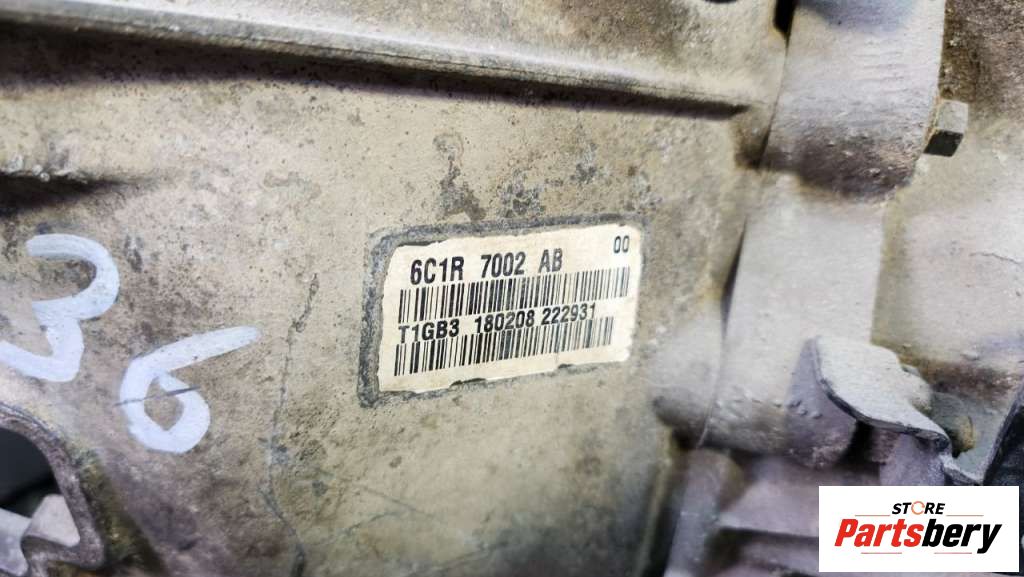 6C1R 7002 AB 00
T1GB3 180208 222931
36
STORE
Partsbery